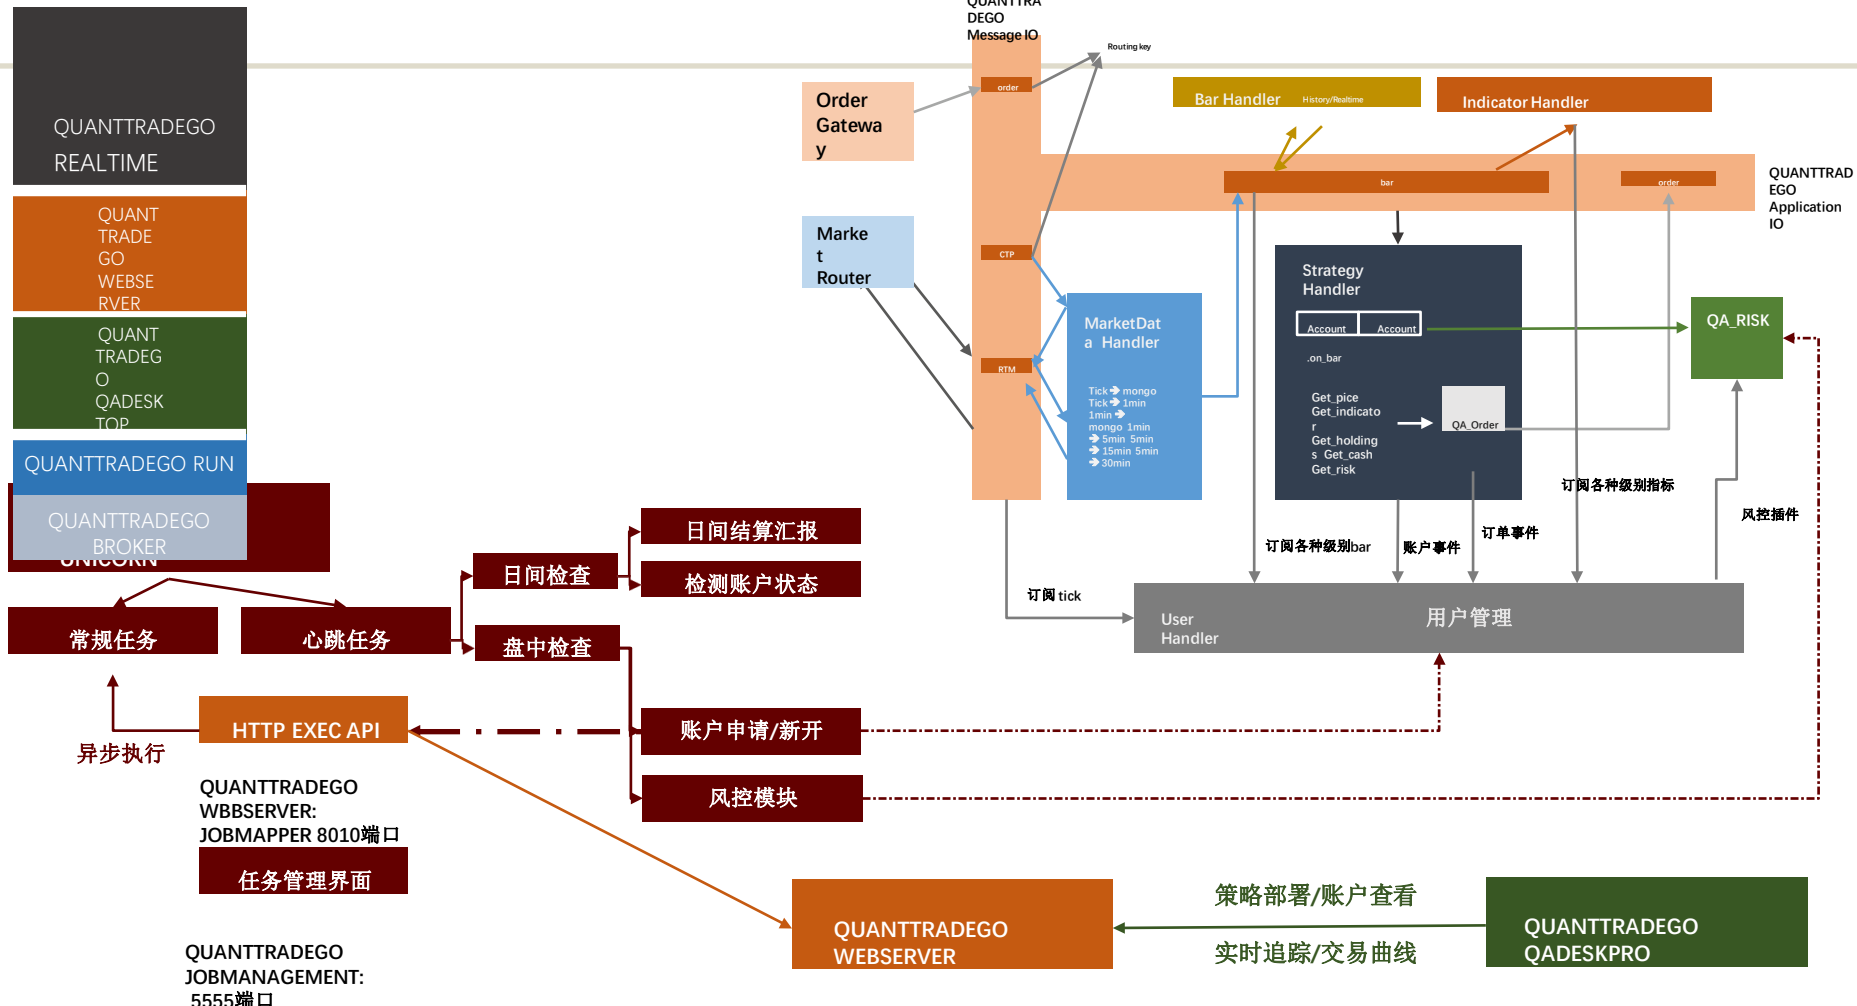 QUANTTRADEGO
REALTIME
QUANT
TRADE
GO
WEBSE
RVER
QUANT
TRADEG
O
QADESK
TOP
QUANTTRADEGO RUN
QUANTTRADEGO
BROKER
UNICORN
常规任务
心跳任务
日间检查
盘中检查
日间结算汇报
检测账户状态
账户申请/新开
风控模块
异步执行
HTTP EXEC API
QUANTTRADEGO
WBBSERVER:
JOBMAPPER 8010端口
任务管理界面
QUANTTRADEGO
JOBMANAGEMENT:
5555端口
QUANTTRA
DEGO
Message IO
Routing key
order
Order
Gatewa
y
Marke
t
Router
CTP
RTM
MarketDat
a Handler
Tick ➔ mongo
Tick ➔ 1min
1min ➔
mongo 1min
➔ 5min 5min
➔ 15min 5min
➔ 30min
Bar Handler History/Realtime
Indicator Handler
bar
order
QUANTTRAD
EGO
Application
IO
Strategy
Handler
Account Account
.on_bar
Get_pice
Get_indicato
r
Get_holding
s Get_cash
Get_risk
QA_Order
QA_RISK
订阅各种级别指标
风控插件
订单事件
账户事件
订阅各种级别bar
订阅 tick
User
Handler
用户管理
QUANTTRADEGO
WEBSERVER
策略部署/账户查看
实时追踪/交易曲线
QUANTTRADEGO
QADESKPRO